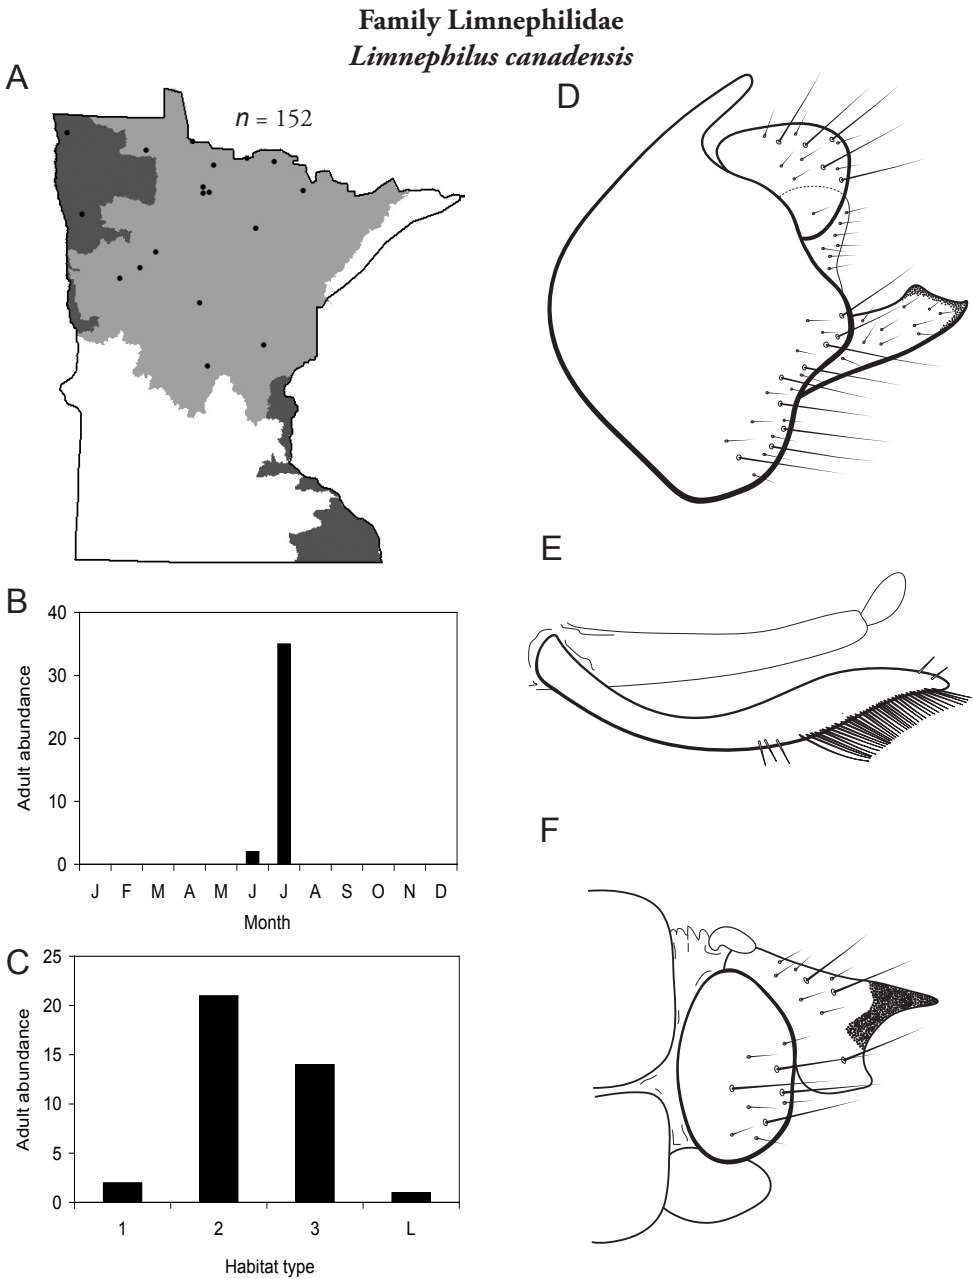 Family Limnephilidae
Limnephilus canadensis
A
n = 152
B
40
30
20
10
0
Adult abundance
J F M A M J J A S O N D
Month
C
25
20
15
10
5
0
Adult abundance
1 2 3 L
Habitat type
D
E
F